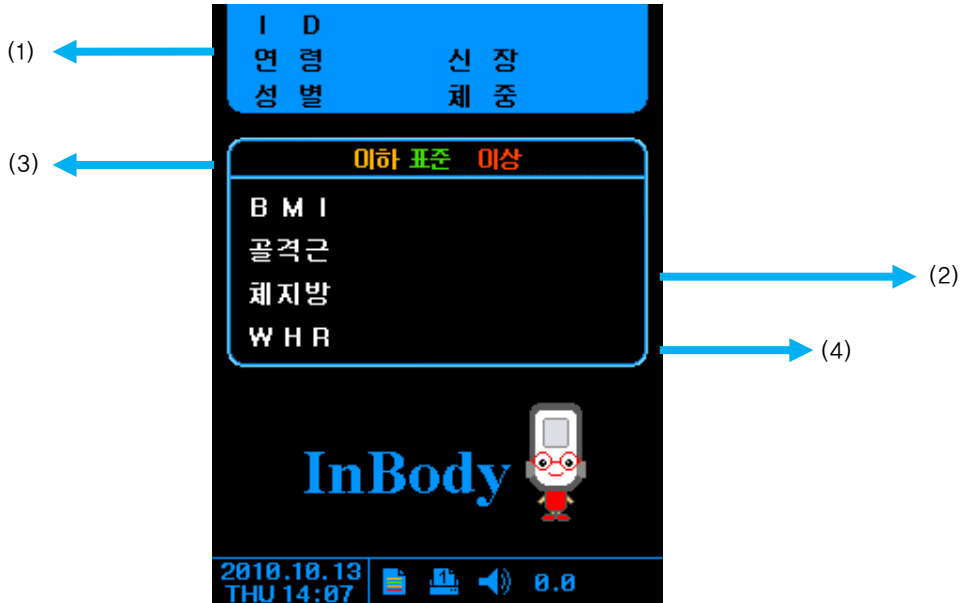 I D
연 령 신 장
성 별 체 중
(1)
(3)
이하 표준 이상
B M I
골격근
체지방
W H R
(2)
(4)
InBody
2010.10.13
THU 14:07
1
0.0